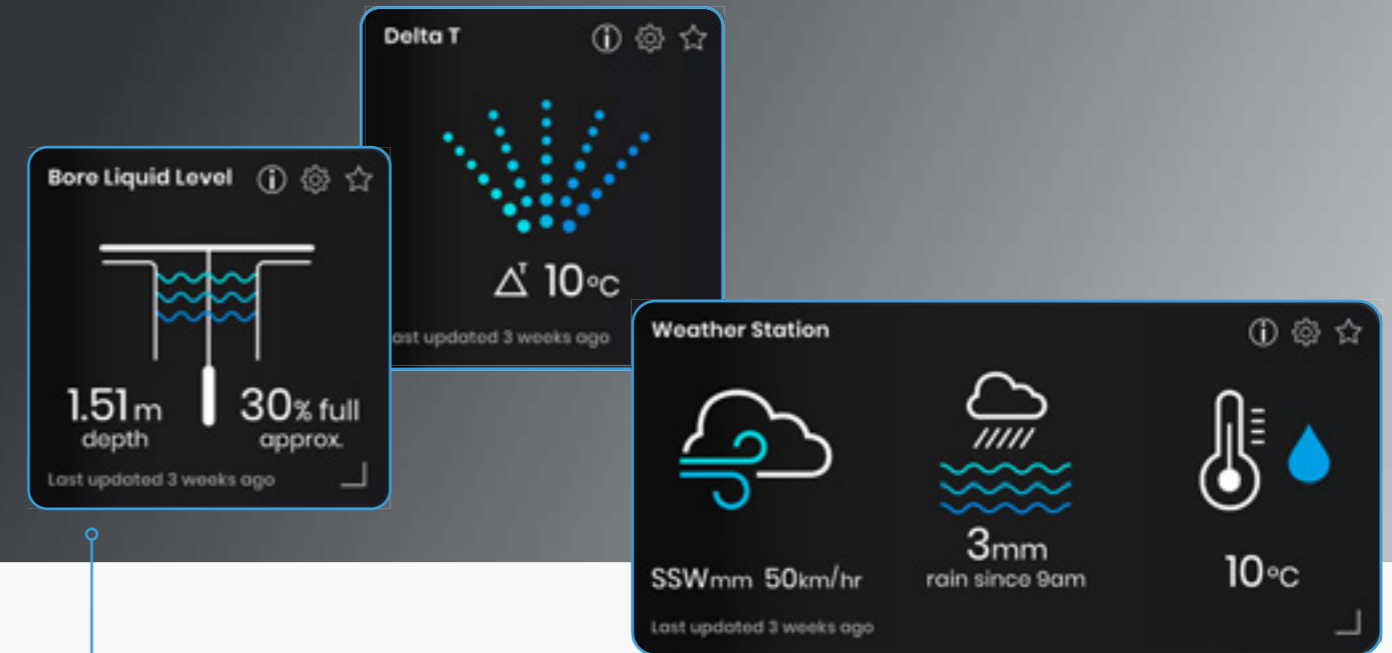 Delta T
Δᵀ 10°C
ast updated 3 weeks ago
Bore Liquid Level
1.51m
depth
30% full
approx.
Last updated 3 weeks ago
Weather Station
SSWmm 50km/hr
3mm
rain since 9am
10°C
Last updated 3 weeks ago